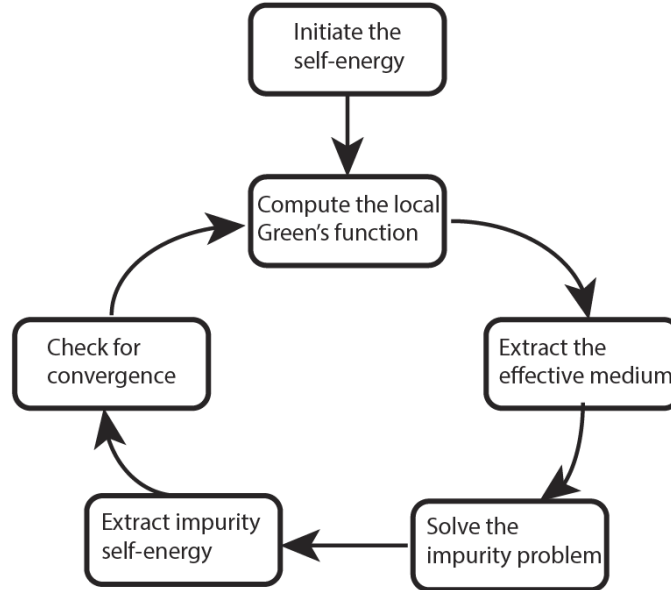 Initiate the
self-energy
Compute the local
Green's function
Extract the
effective medium
Solve the
impurity problem
Extract impurity
self-energy
Check for
convergence